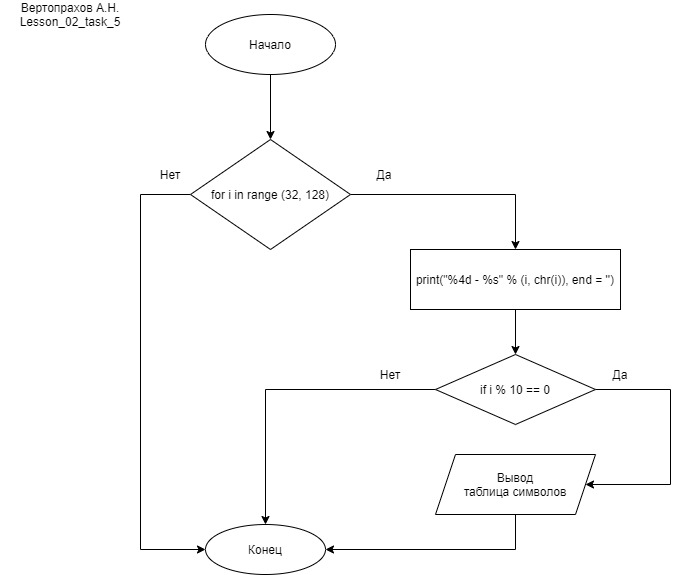 Вертопрахов А.Н.
Lesson_02_task_5
Начало
Нет
Да
for i in range (32, 128)
print("%4d - %s" % (i, chr(i)), end = '')
Нет
Да
if i % 10 == 0
Вывод
таблица символов
Конец